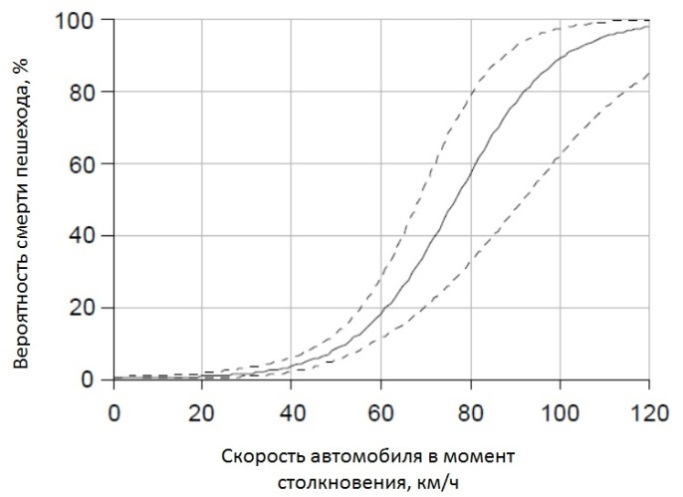 Вероятность смерти пешехода, %
100
80
60
40
20
0
0 20 40 60 80 100 120
Скорость автомобиля в момент
столкновения, км/ч